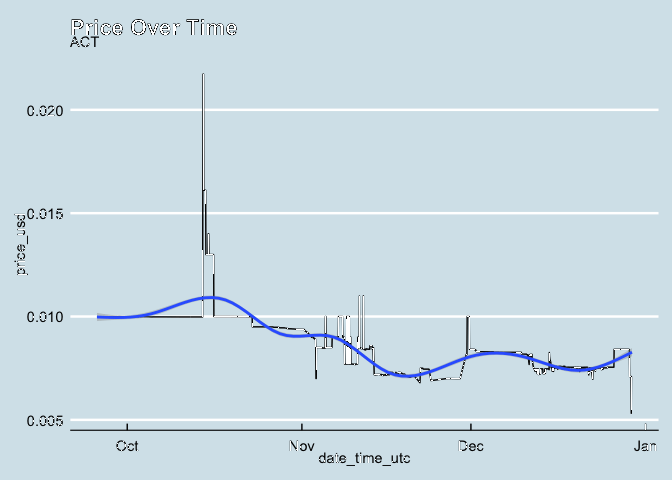 Price Over Time
ACT
0.020
0.015
price_usd
0.010
0.005
Oct Nov Dec Jan
date_time_utc